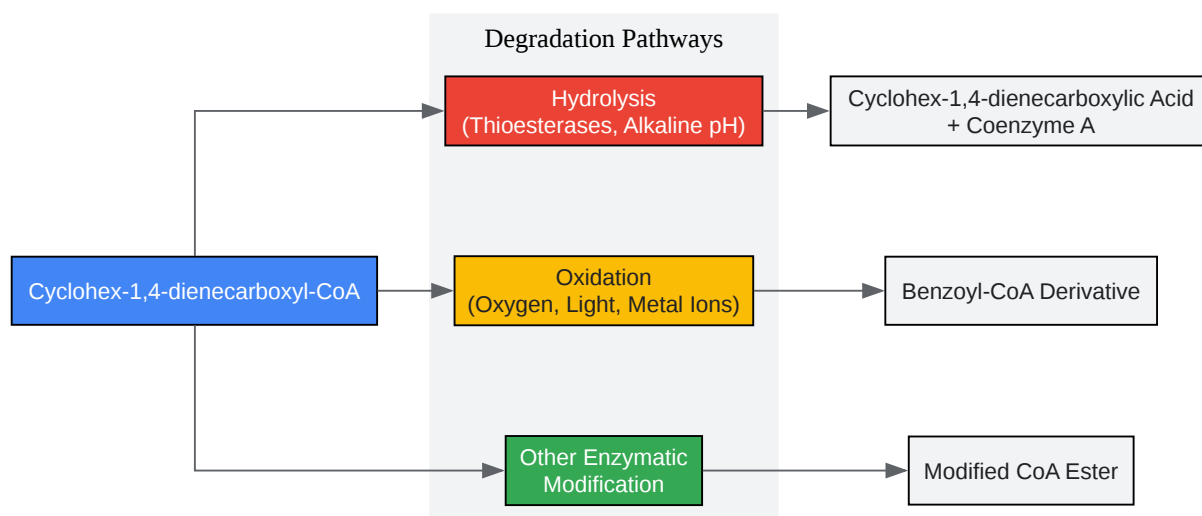 Degradation Pathways
Hydrolysis
(Thioesterases, Alkaline pH)
Cyclohex-1,4-dienecarboxylic Acid
+ Coenzyme A
Cyclohex-1,4-dienecarboxyl-CoA
Oxidation
(Oxygen, Light, Metal Ions)
Benzoyl-CoA Derivative
Other Enzymatic
Modification
Modified CoA Ester